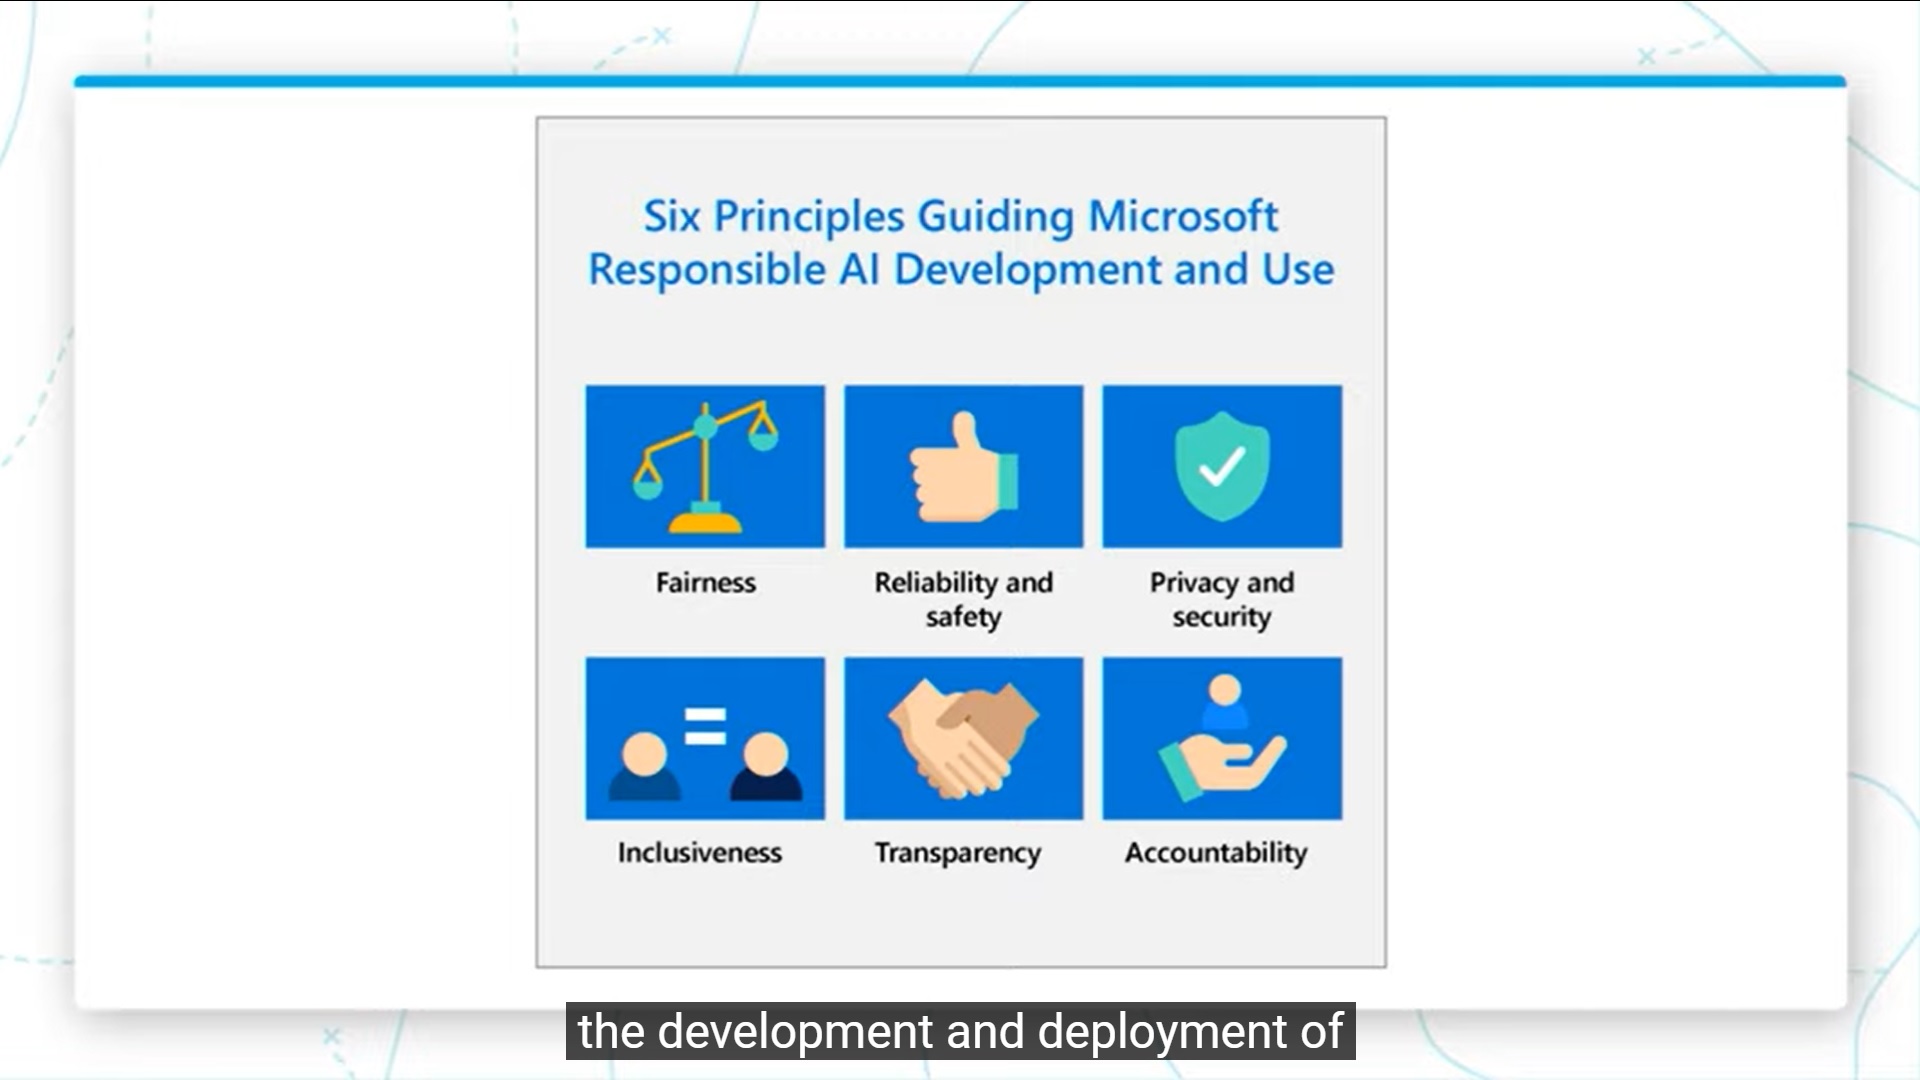 Six Principles Guiding Microsoft
Responsible AI Development and Use
Fairness
Reliability and
safety
Privacy and
security
Inclusiveness
Transparency
Accountability
the development and deployment of